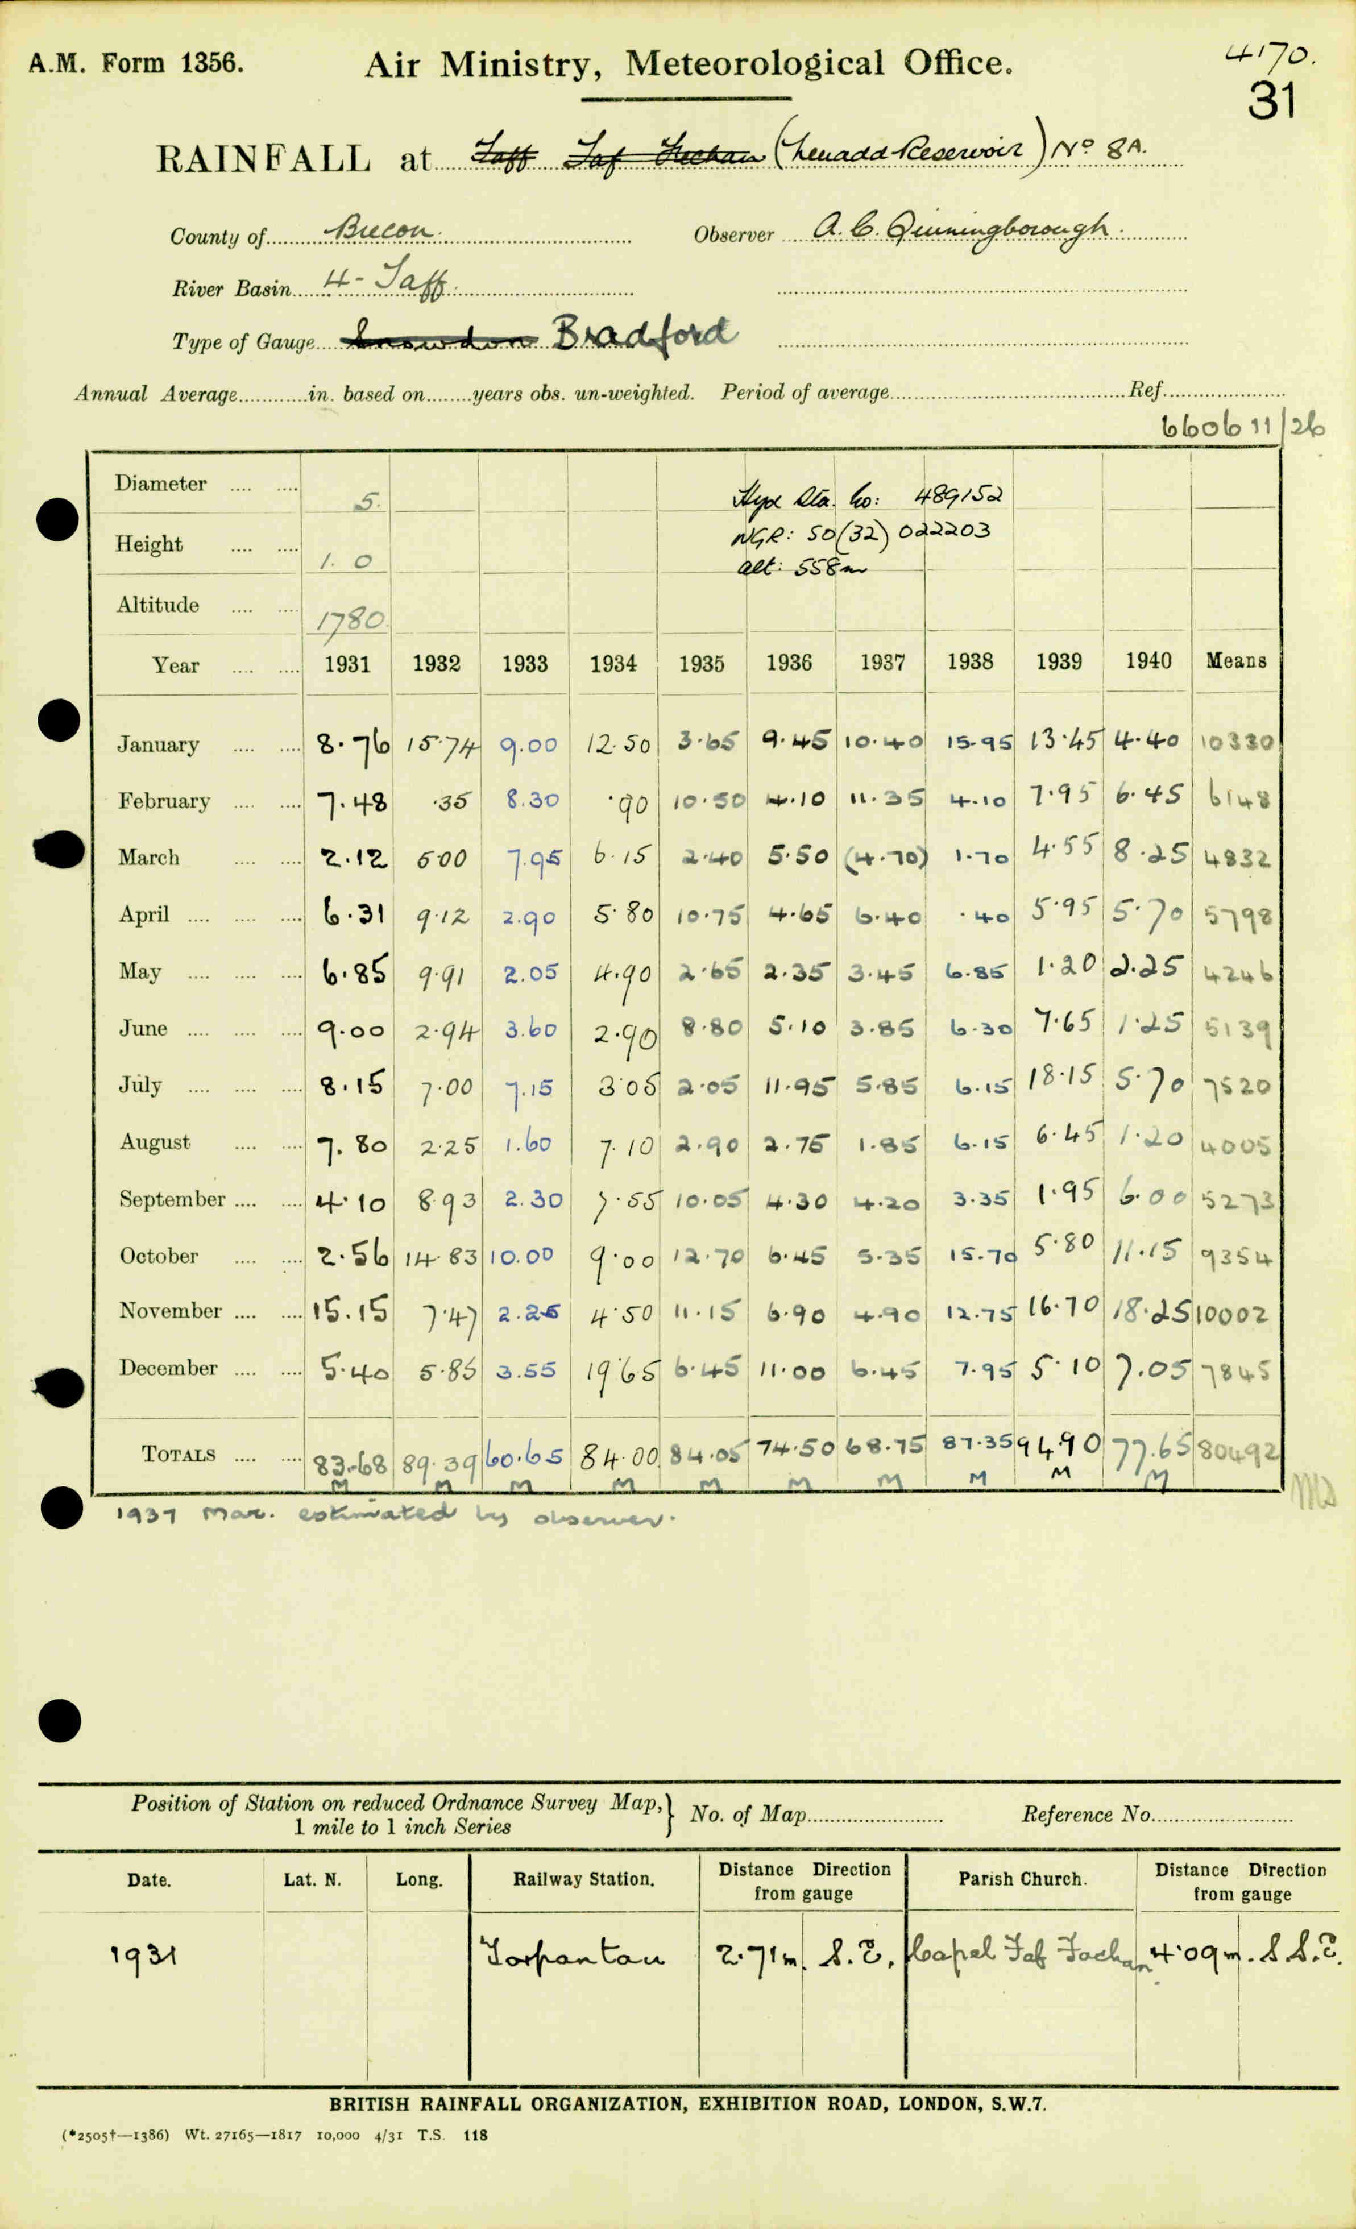 A.M. Form 1356.
Air Ministry, Meteorological Office.
4170.
31
RAINFALL at Taff Taf Fechan (Neuadd Reservoir) No 8A.
County of Brecon. Observer A. C. Quinningborough.
River Basin 4 - Taff.
Type of Gauge Snowdon Bradford
Annual Average in. based on years obs. un-weighted. Period of average Ref.
660611/26
Diameter 5.
Height 1. 0
Altitude 1780
Hyd Sta. No: 489152
NGR: SO(32) 022203
alt: 558m
Year 1931 1932 1933 1934 1935 1936 1937 1938 1939 1940 Means
January 8.76 15.74 9.00 12.50 3.65 9.45 10.40 15.95 13.45 4.40 10330
February 7.48 .35 8.30 .90 10.50 4.10 11.35 4.10 7.95 6.45 6148
March 2.12 5.00 7.95 6.15 2.40 5.50 (4.70) 1.70 4.55 8.25 4832
April 6.31 9.12 2.90 5.80 10.75 4.65 6.40 .40 5.95 5.70 5798
May 6.85 9.91 2.05 4.90 2.65 2.35 3.45 6.85 1.20 2.25 4246
June 9.00 2.94 3.60 2.90 8.80 5.10 3.85 6.30 7.65 1.25 5139
July 8.15 7.00 7.15 3.05 2.05 11.95 5.85 6.15 18.15 5.70 7520
August 7.80 2.25 1.60 7.10 2.90 2.75 1.85 6.15 6.45 1.20 4005
September 4.10 8.93 2.30 7.55 10.05 4.30 4.20 3.35 1.95 6.00 5273
October 2.56 14.83 10.00 9.00 12.70 6.45 5.35 15.70 5.80 11.15 9354
November 15.15 7.47 2.25 4.50 11.15 6.90 4.90 12.75 16.70 18.25 10002
December 5.40 5.85 3.55 19.65 6.45 11.00 6.45 7.95 5.10 7.05 7845
TOTALS 83.68 89.39 60.65 84.00 84.05 74.50 68.75 87.35 94.90 77.65 80492
M M M M M M M M M M
MS
1937 Mar. estimated by observer.
Position of Station on reduced Ordnance Survey Map, 1 mile to 1 inch Series } No. of Map Reference No.
Date. Lat. N. Long. Railway Station. Distance Direction from gauge Parish Church. Distance Direction from gauge
1931 Torpantau 2.71m. S.E. Capel Taf Fechan 4.09m. S S.E.
BRITISH RAINFALL ORGANIZATION, EXHIBITION ROAD, LONDON, S.W.7.
(*2505†—1386) Wt. 27165—1817 10,000 4/31 T.S. 118